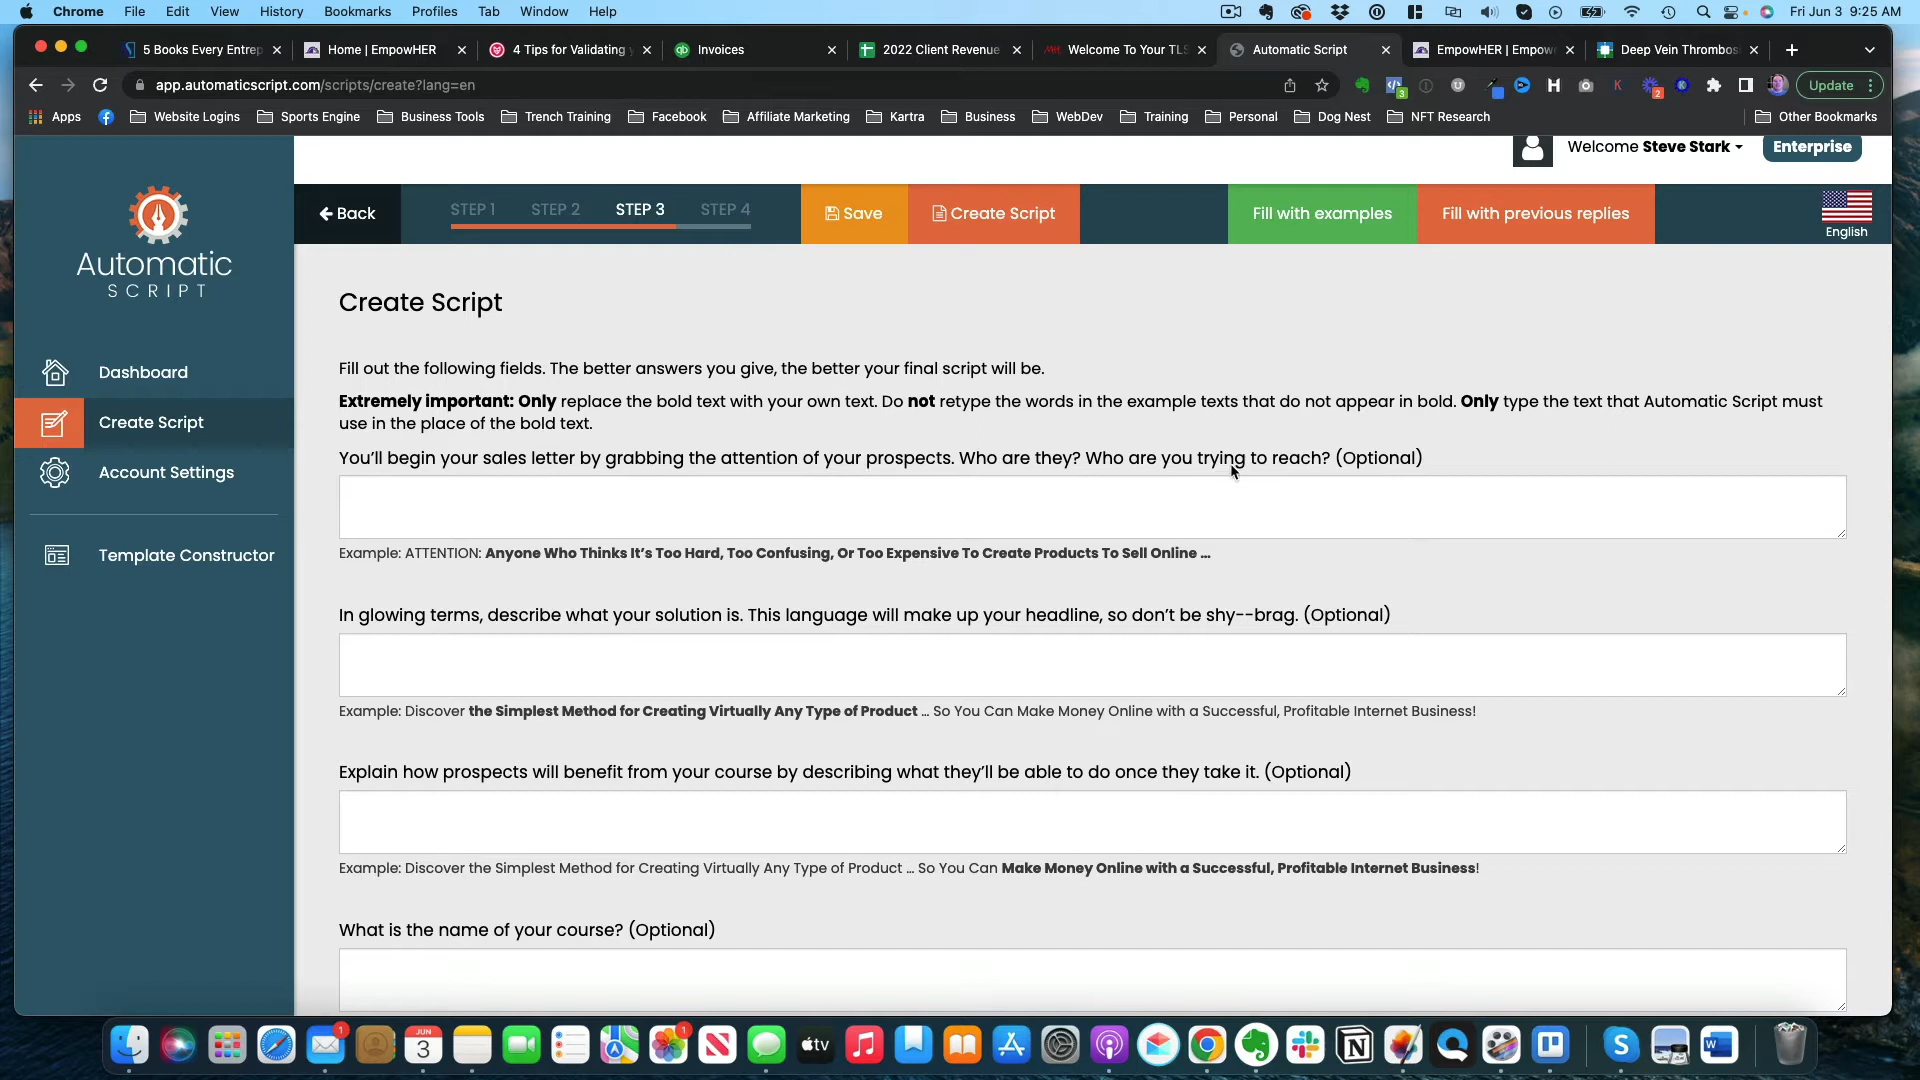 Chrome File Edit View History Bookmarks Profiles Tab Window Help
Fri Jun 3 9:25 AM
5 Books Every Entrep
Home | EmpowHER
4 Tips for Validating y
Invoices
2022 Client Revenue
Welcome To Your TLS
Automatic Script
EmpowHER | Empow
Deep Vein Thrombos
app.automaticscript.com/scripts/create?lang=en
3
2
Update
Apps
Website Logins
Sports Engine
Business Tools
Trench Training
Facebook
Affiliate Marketing
Kartra
Business
WebDev
Training
Personal
Dog Nest
NFT Research
Other Bookmarks
Welcome Steve Stark
Enterprise
Automatic
SCRIPT
Back
STEP 1
STEP 2
STEP 3
STEP 4
Save
Create Script
Fill with examples
Fill with previous replies
English
Dashboard
Create Script
Account Settings
Template Constructor
Create Script
Fill out the following fields. The better answers you give, the better your final script will be.
Extremely important: Only replace the bold text with your own text. Do not retype the words in the example texts that do not appear in bold. Only type the text that Automatic Script must
use in the place of the bold text.
You’ll begin your sales letter by grabbing the attention of your prospects. Who are they? Who are you trying to reach? (Optional)
Example: ATTENTION: Anyone Who Thinks It’s Too Hard, Too Confusing, Or Too Expensive To Create Products To Sell Online ...
In glowing terms, describe what your solution is. This language will make up your headline, so don’t be shy--brag. (Optional)
Example: Discover the Simplest Method for Creating Virtually Any Type of Product ... So You Can Make Money Online with a Successful, Profitable Internet Business!
Explain how prospects will benefit from your course by describing what they’ll be able to do once they take it. (Optional)
Example: Discover the Simplest Method for Creating Virtually Any Type of Product ... So You Can Make Money Online with a Successful, Profitable Internet Business!
What is the name of your course? (Optional)
1
JUN
3
1
tv